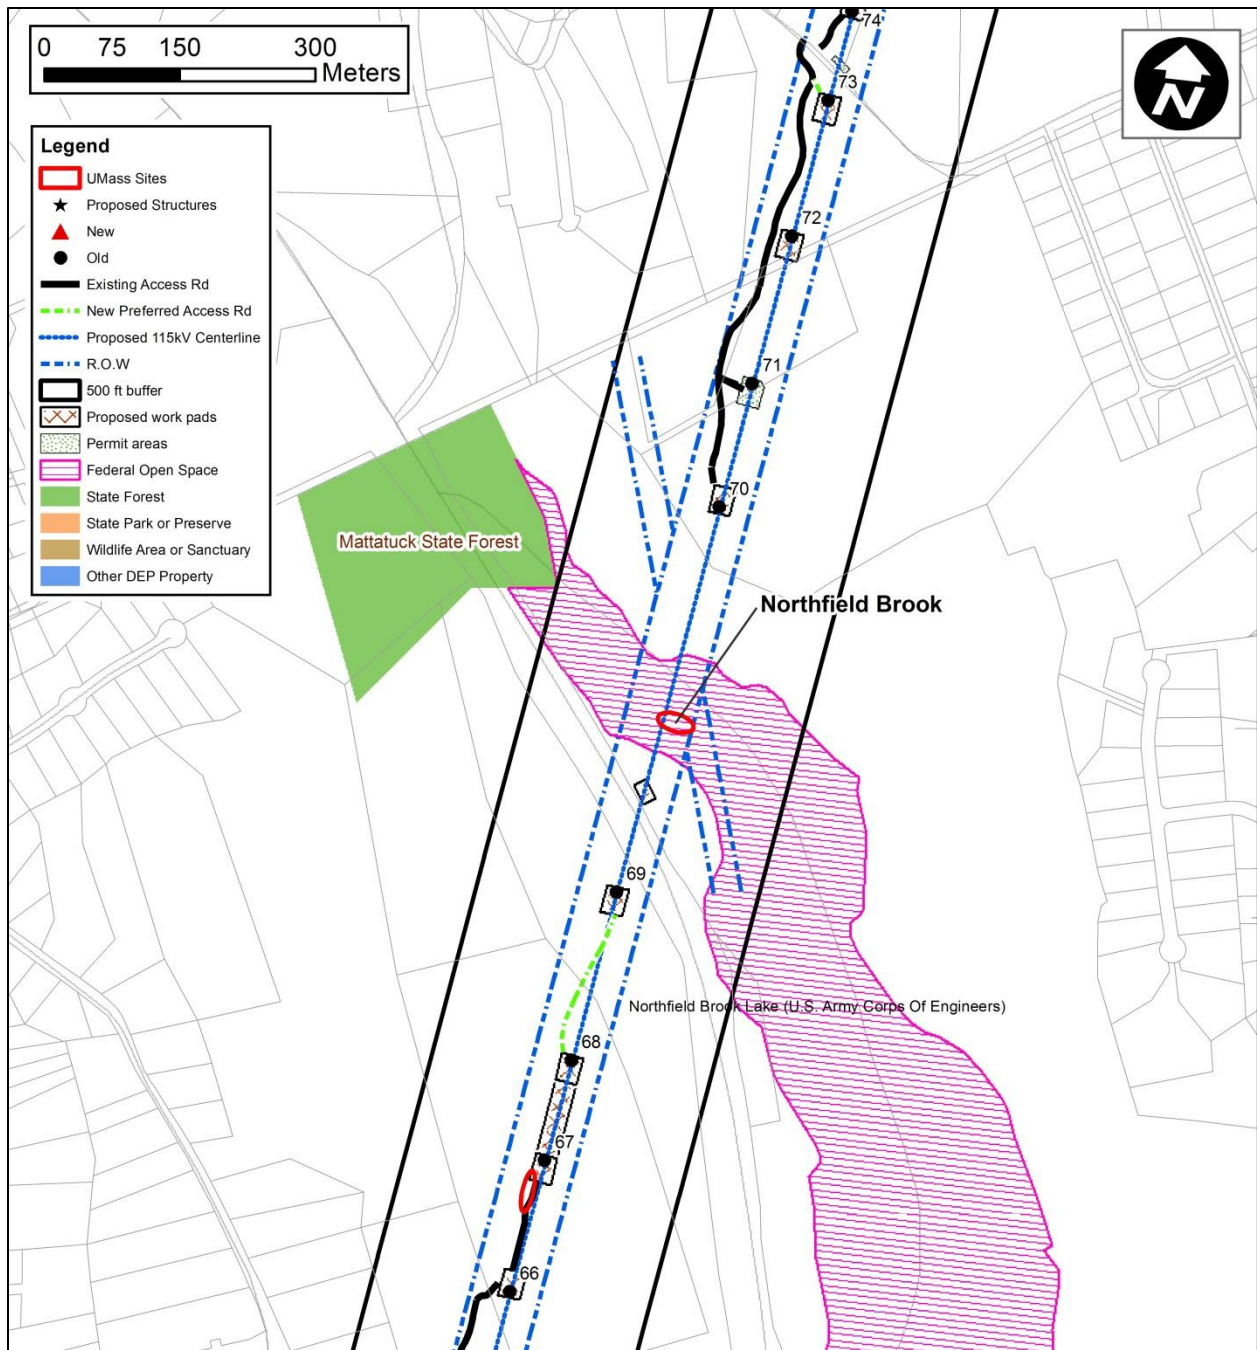 0 75 150 300
Meters
N
Legend
UMass Sites
Proposed Structures
New
Old
Existing Access Rd
New Preferred Access Rd
Proposed 115kV Centerline
R.O.W
500 ft buffer
Proposed work pads
Permit areas
Federal Open Space
State Forest
State Park or Preserve
Wildlife Area or Sanctuary
Other DEP Property
74
73
72
71
70
Mattatuck State Forest
Northfield Brook
69
Northfield Brook Lake (U.S. Army Corps Of Engineers)
68
67
66